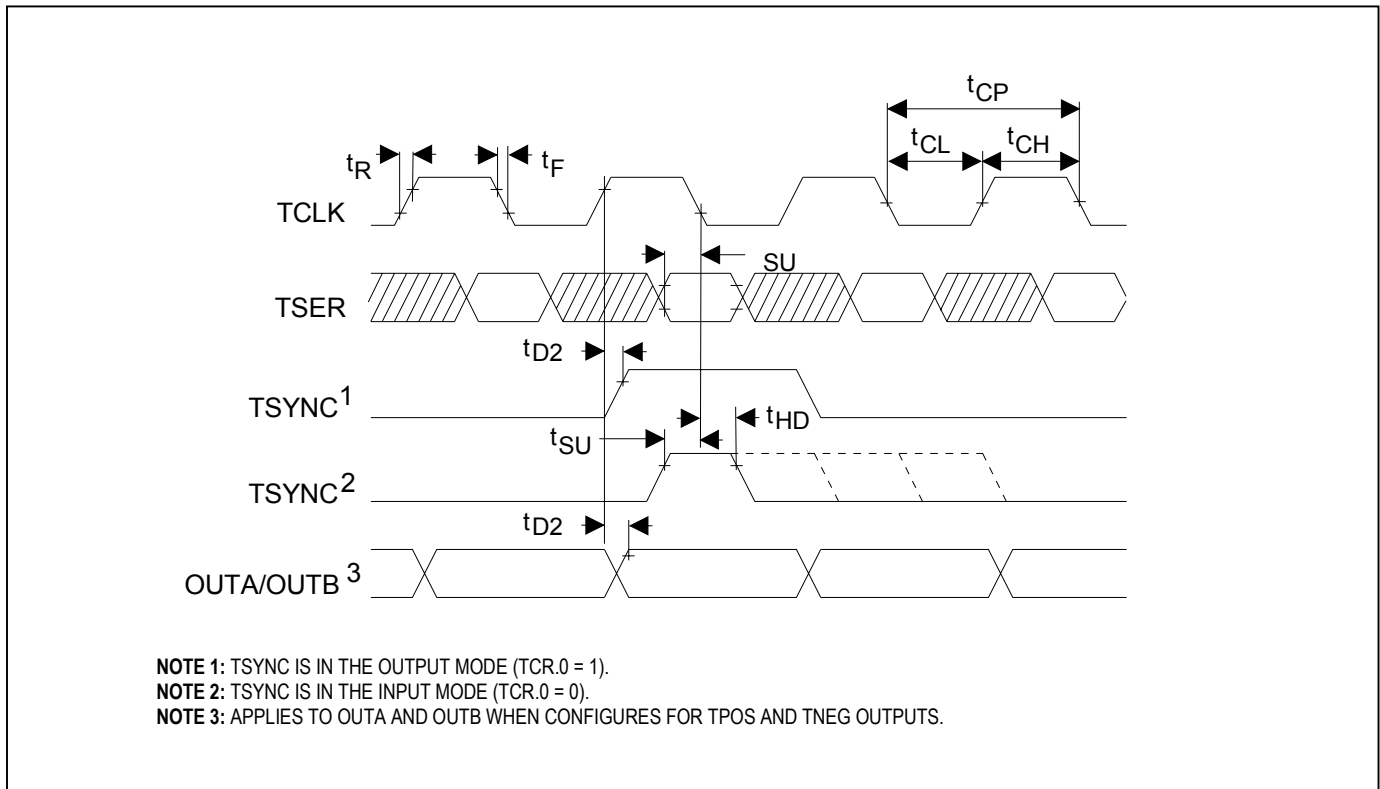 tCP
tCL
tCH
tR
tF
TCLK
SU
TSER
tD2
TSYNC1
tHD
tSU
TSYNC2
tD2
OUTA/OUTB 3
NOTE 1: TSYNC IS IN THE OUTPUT MODE (TCR.0 = 1).
NOTE 2: TSYNC IS IN THE INPUT MODE (TCR.0 = 0).
NOTE 3: APPLIES TO OUTA AND OUTB WHEN CONFIGURES FOR TPOS AND TNEG OUTPUTS.